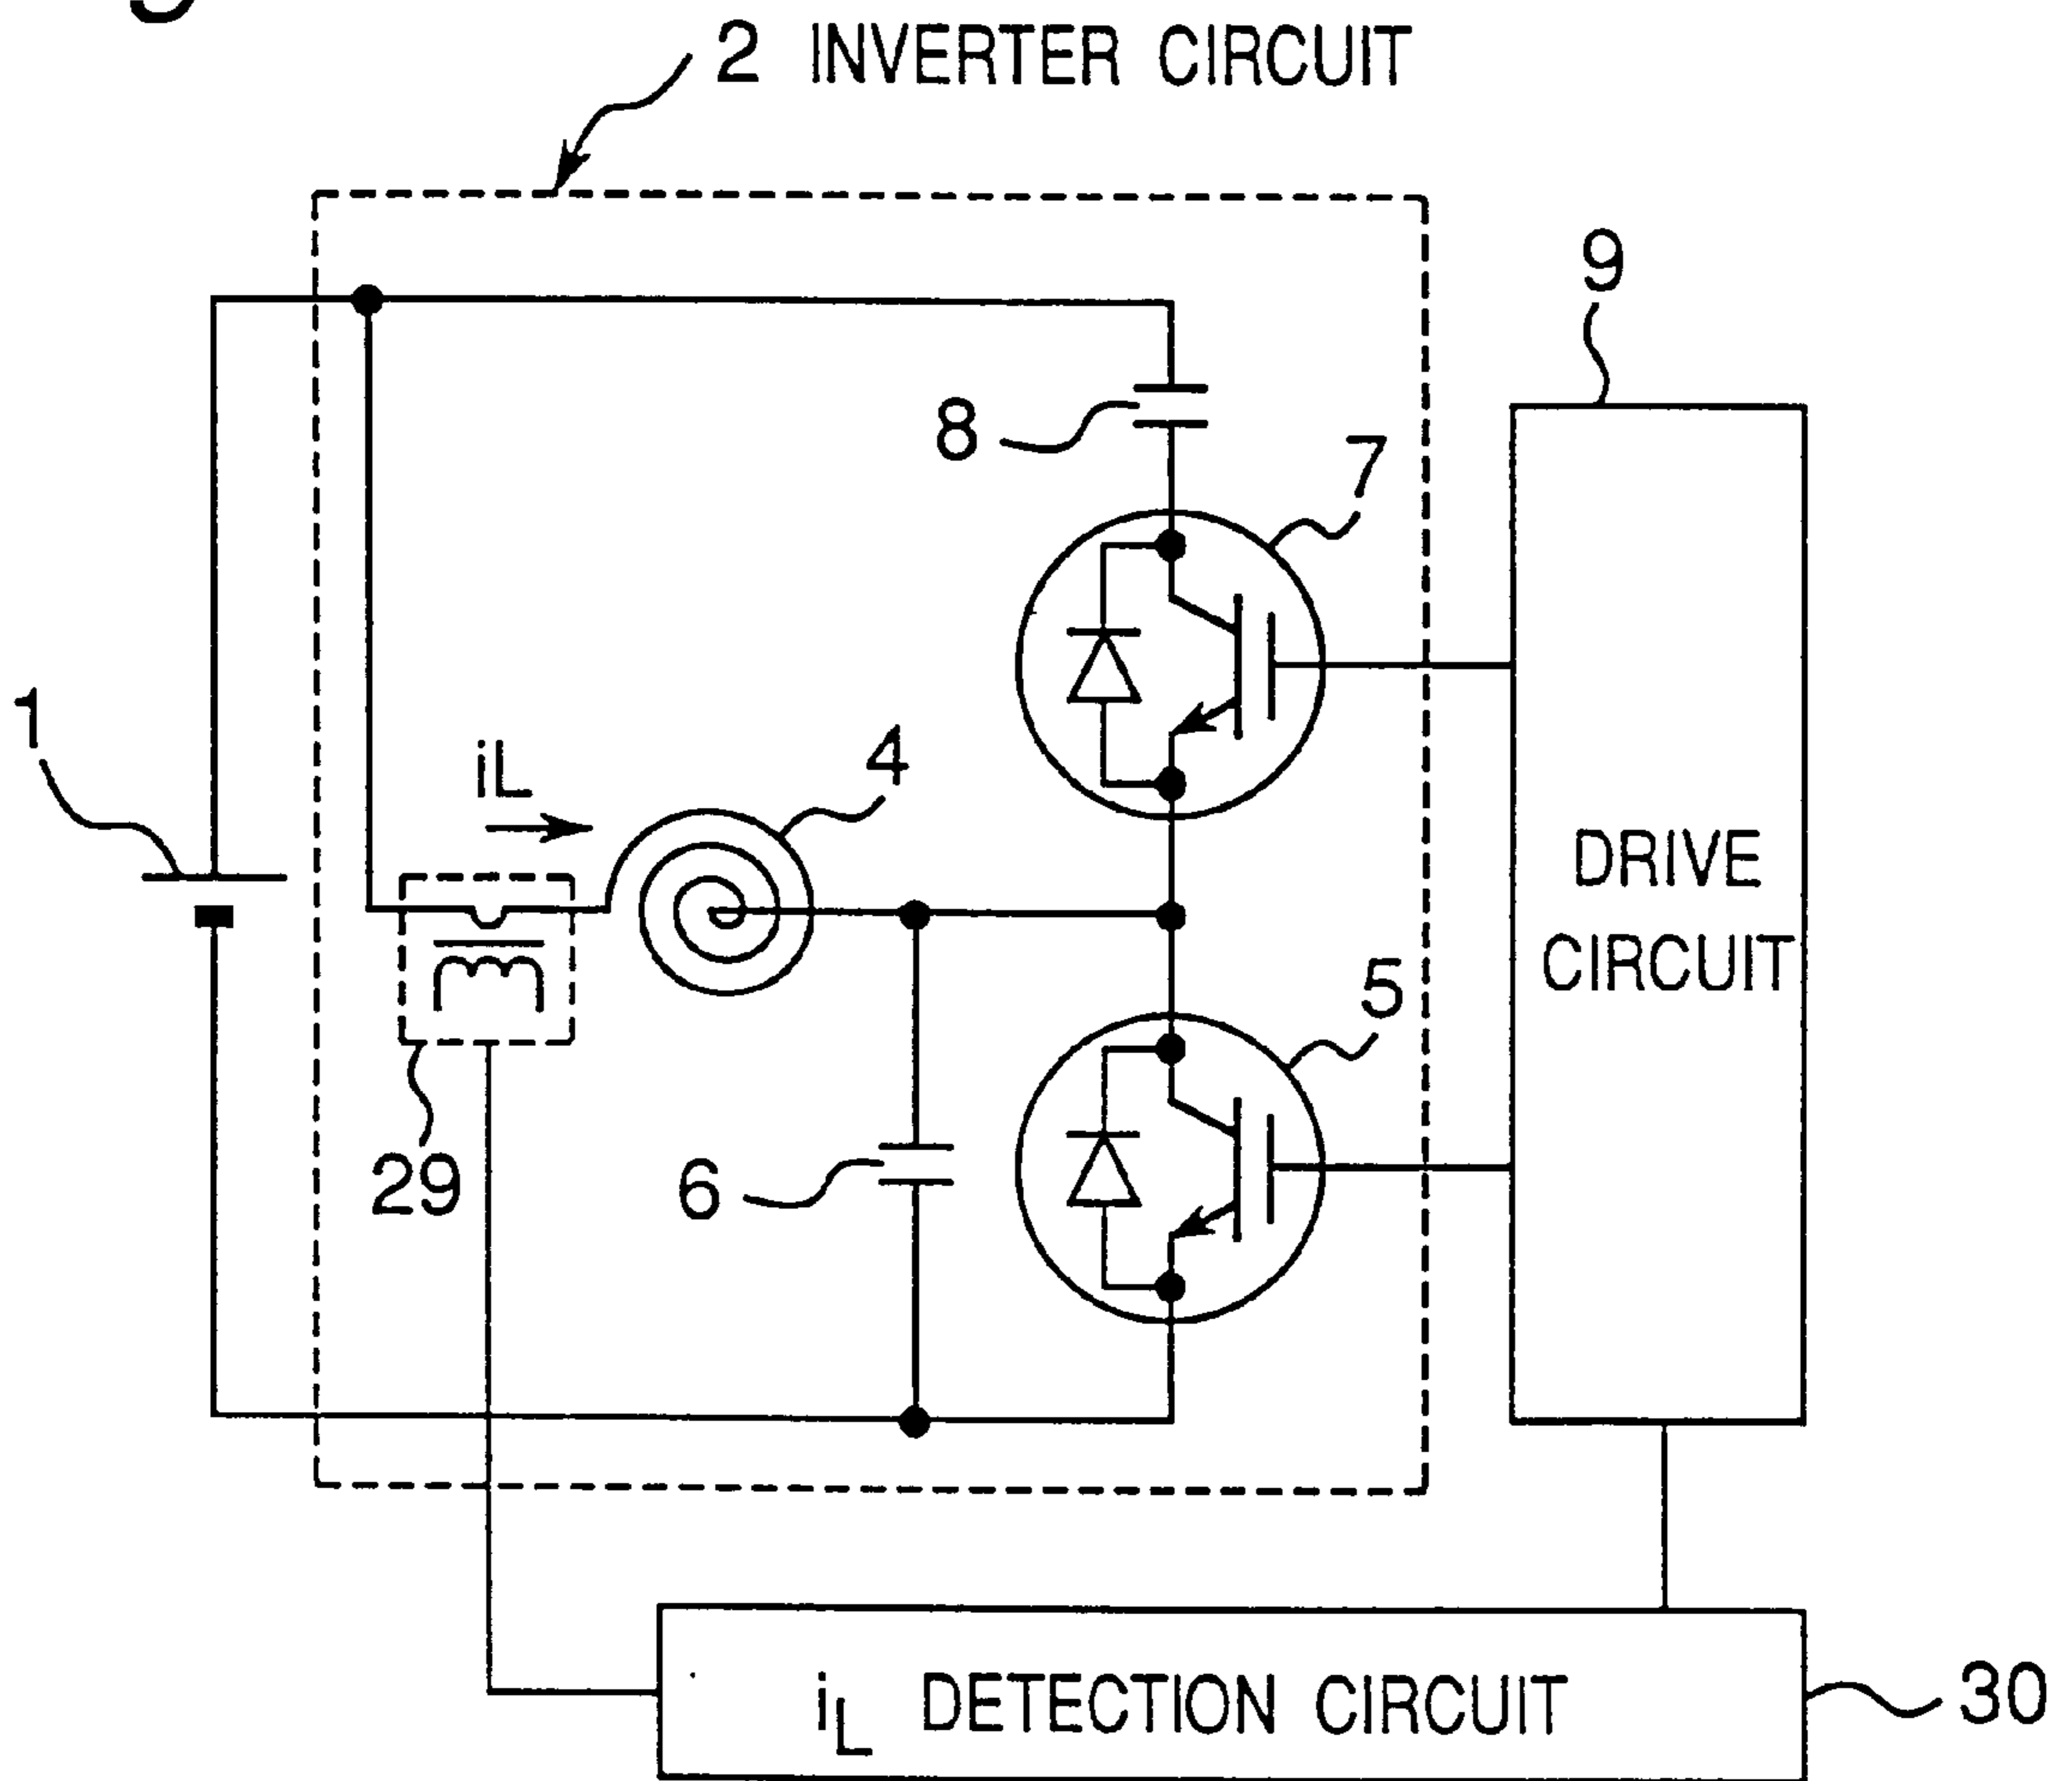 2 INVERTER CIRCUIT
9
8
7
1
iL
4
DRIVE
CIRCUIT
5
29
6
iL DETECTION CIRCUIT
30